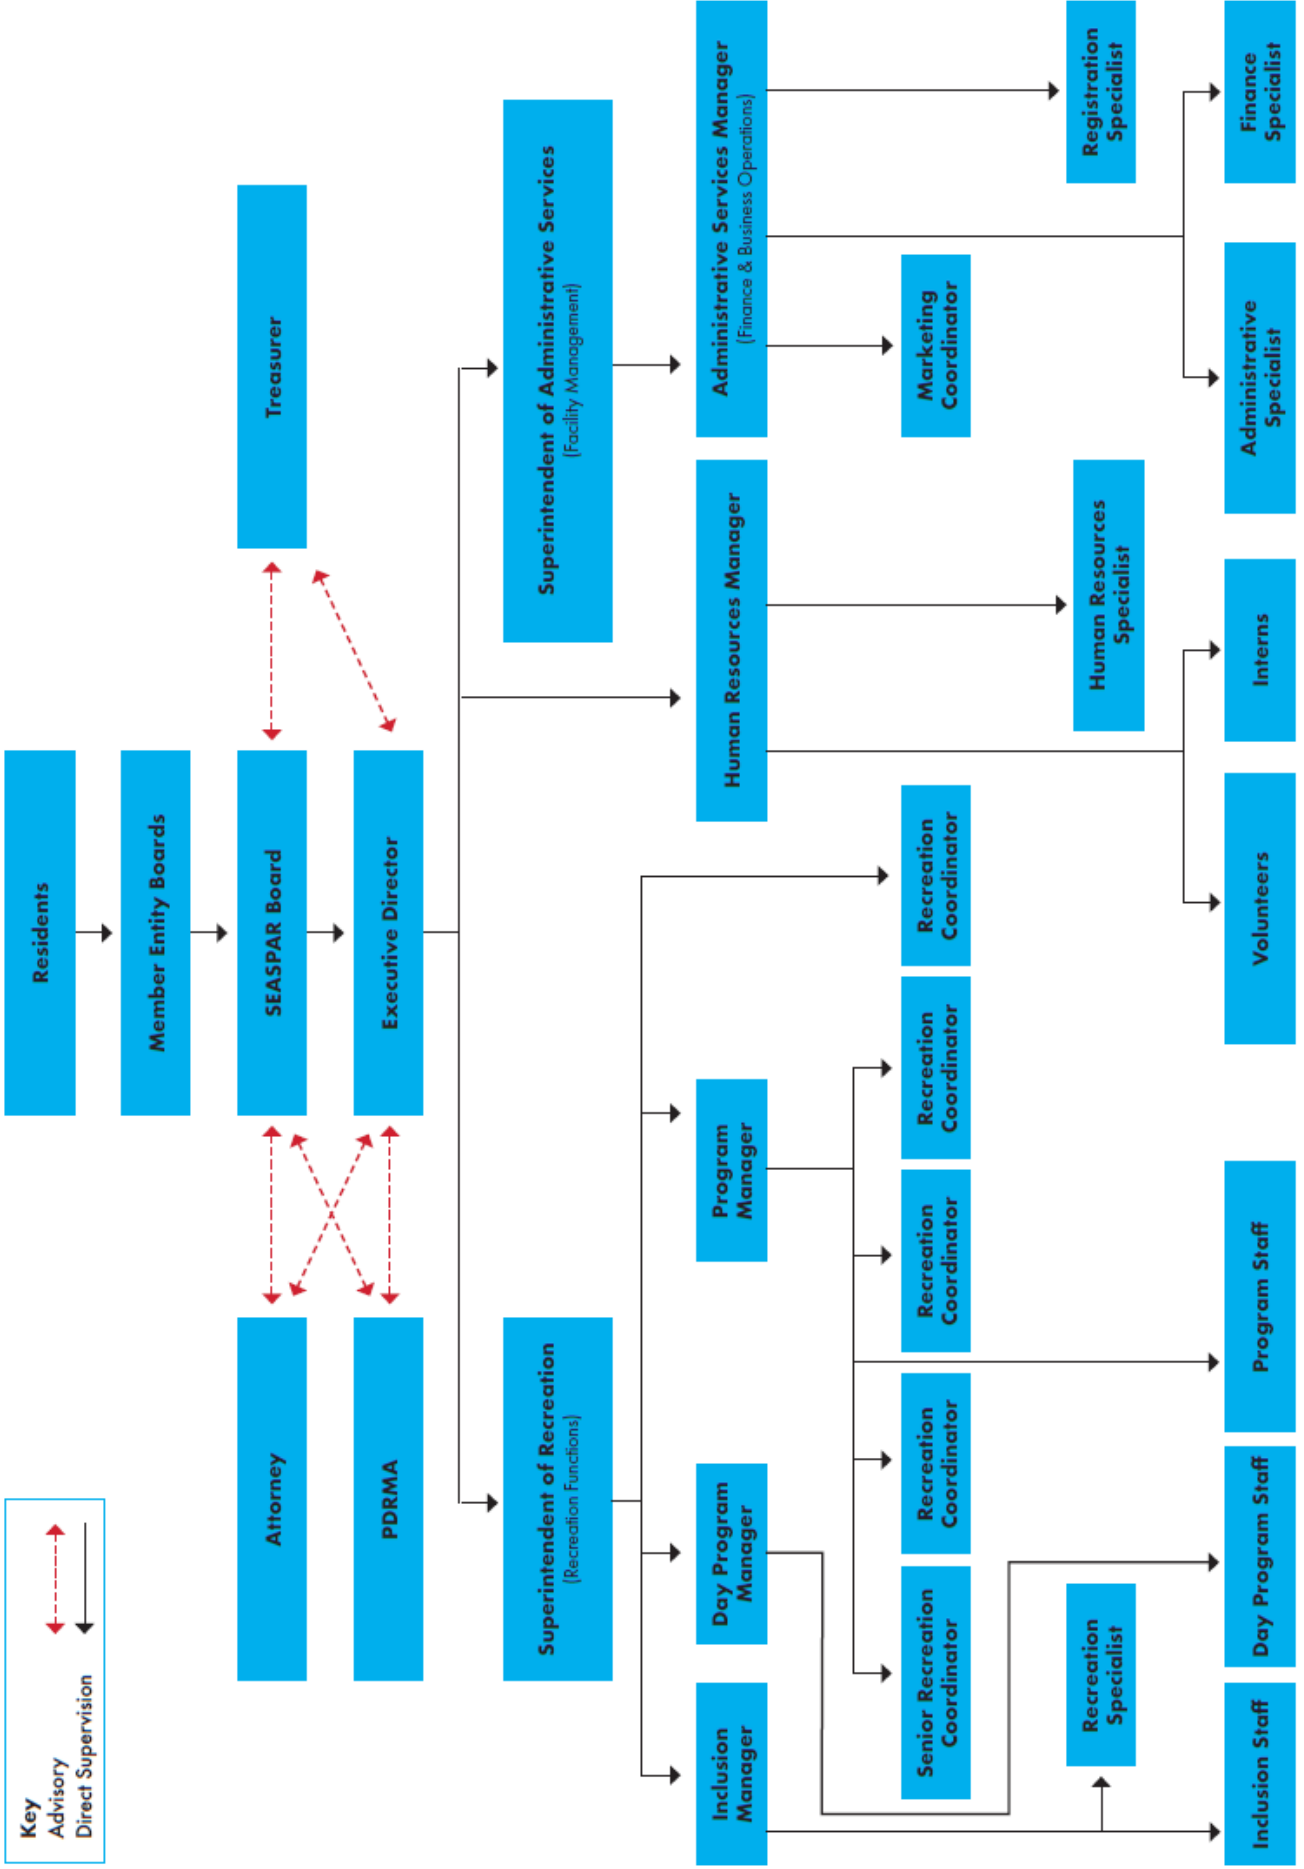 Key
Advisory
Direct Supervision
Residents
Member Entity Boards
Attorney
SEASPAR Board
Treasurer
PDRMA
Executive Director
Superintendent of Recreation
(Recreation Functions)
Superintendent of Administrative Services
(Facility Management)
Inclusion
Manager
Day Program
Manager
Program
Manager
Human Resources Manager
Administrative Services Manager
(Finance & Business Operations)
Senior Recreation
Coordinator
Recreation
Coordinator
Recreation
Coordinator
Recreation
Coordinator
Recreation
Coordinator
Marketing
Coordinator
Recreation
Specialist
Human Resources
Specialist
Registration
Specialist
Inclusion Staff
Day Program Staff
Program Staff
Volunteers
Interns
Administrative
Specialist
Finance
Specialist